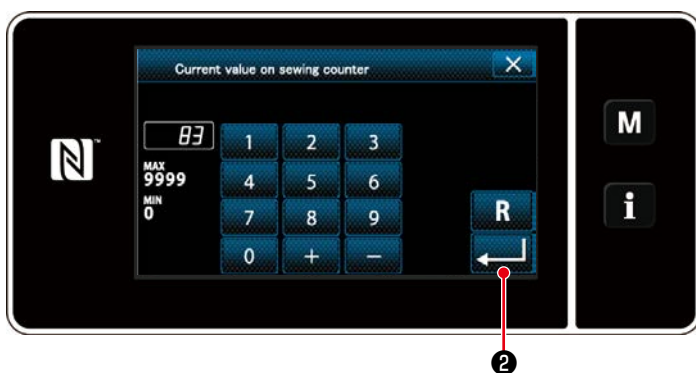 Current value on sewing counter
83
MAX
9999
MIN
0
1 2 3
4 5 6
7 8 9
0 + −
R
N™
M
i
❷